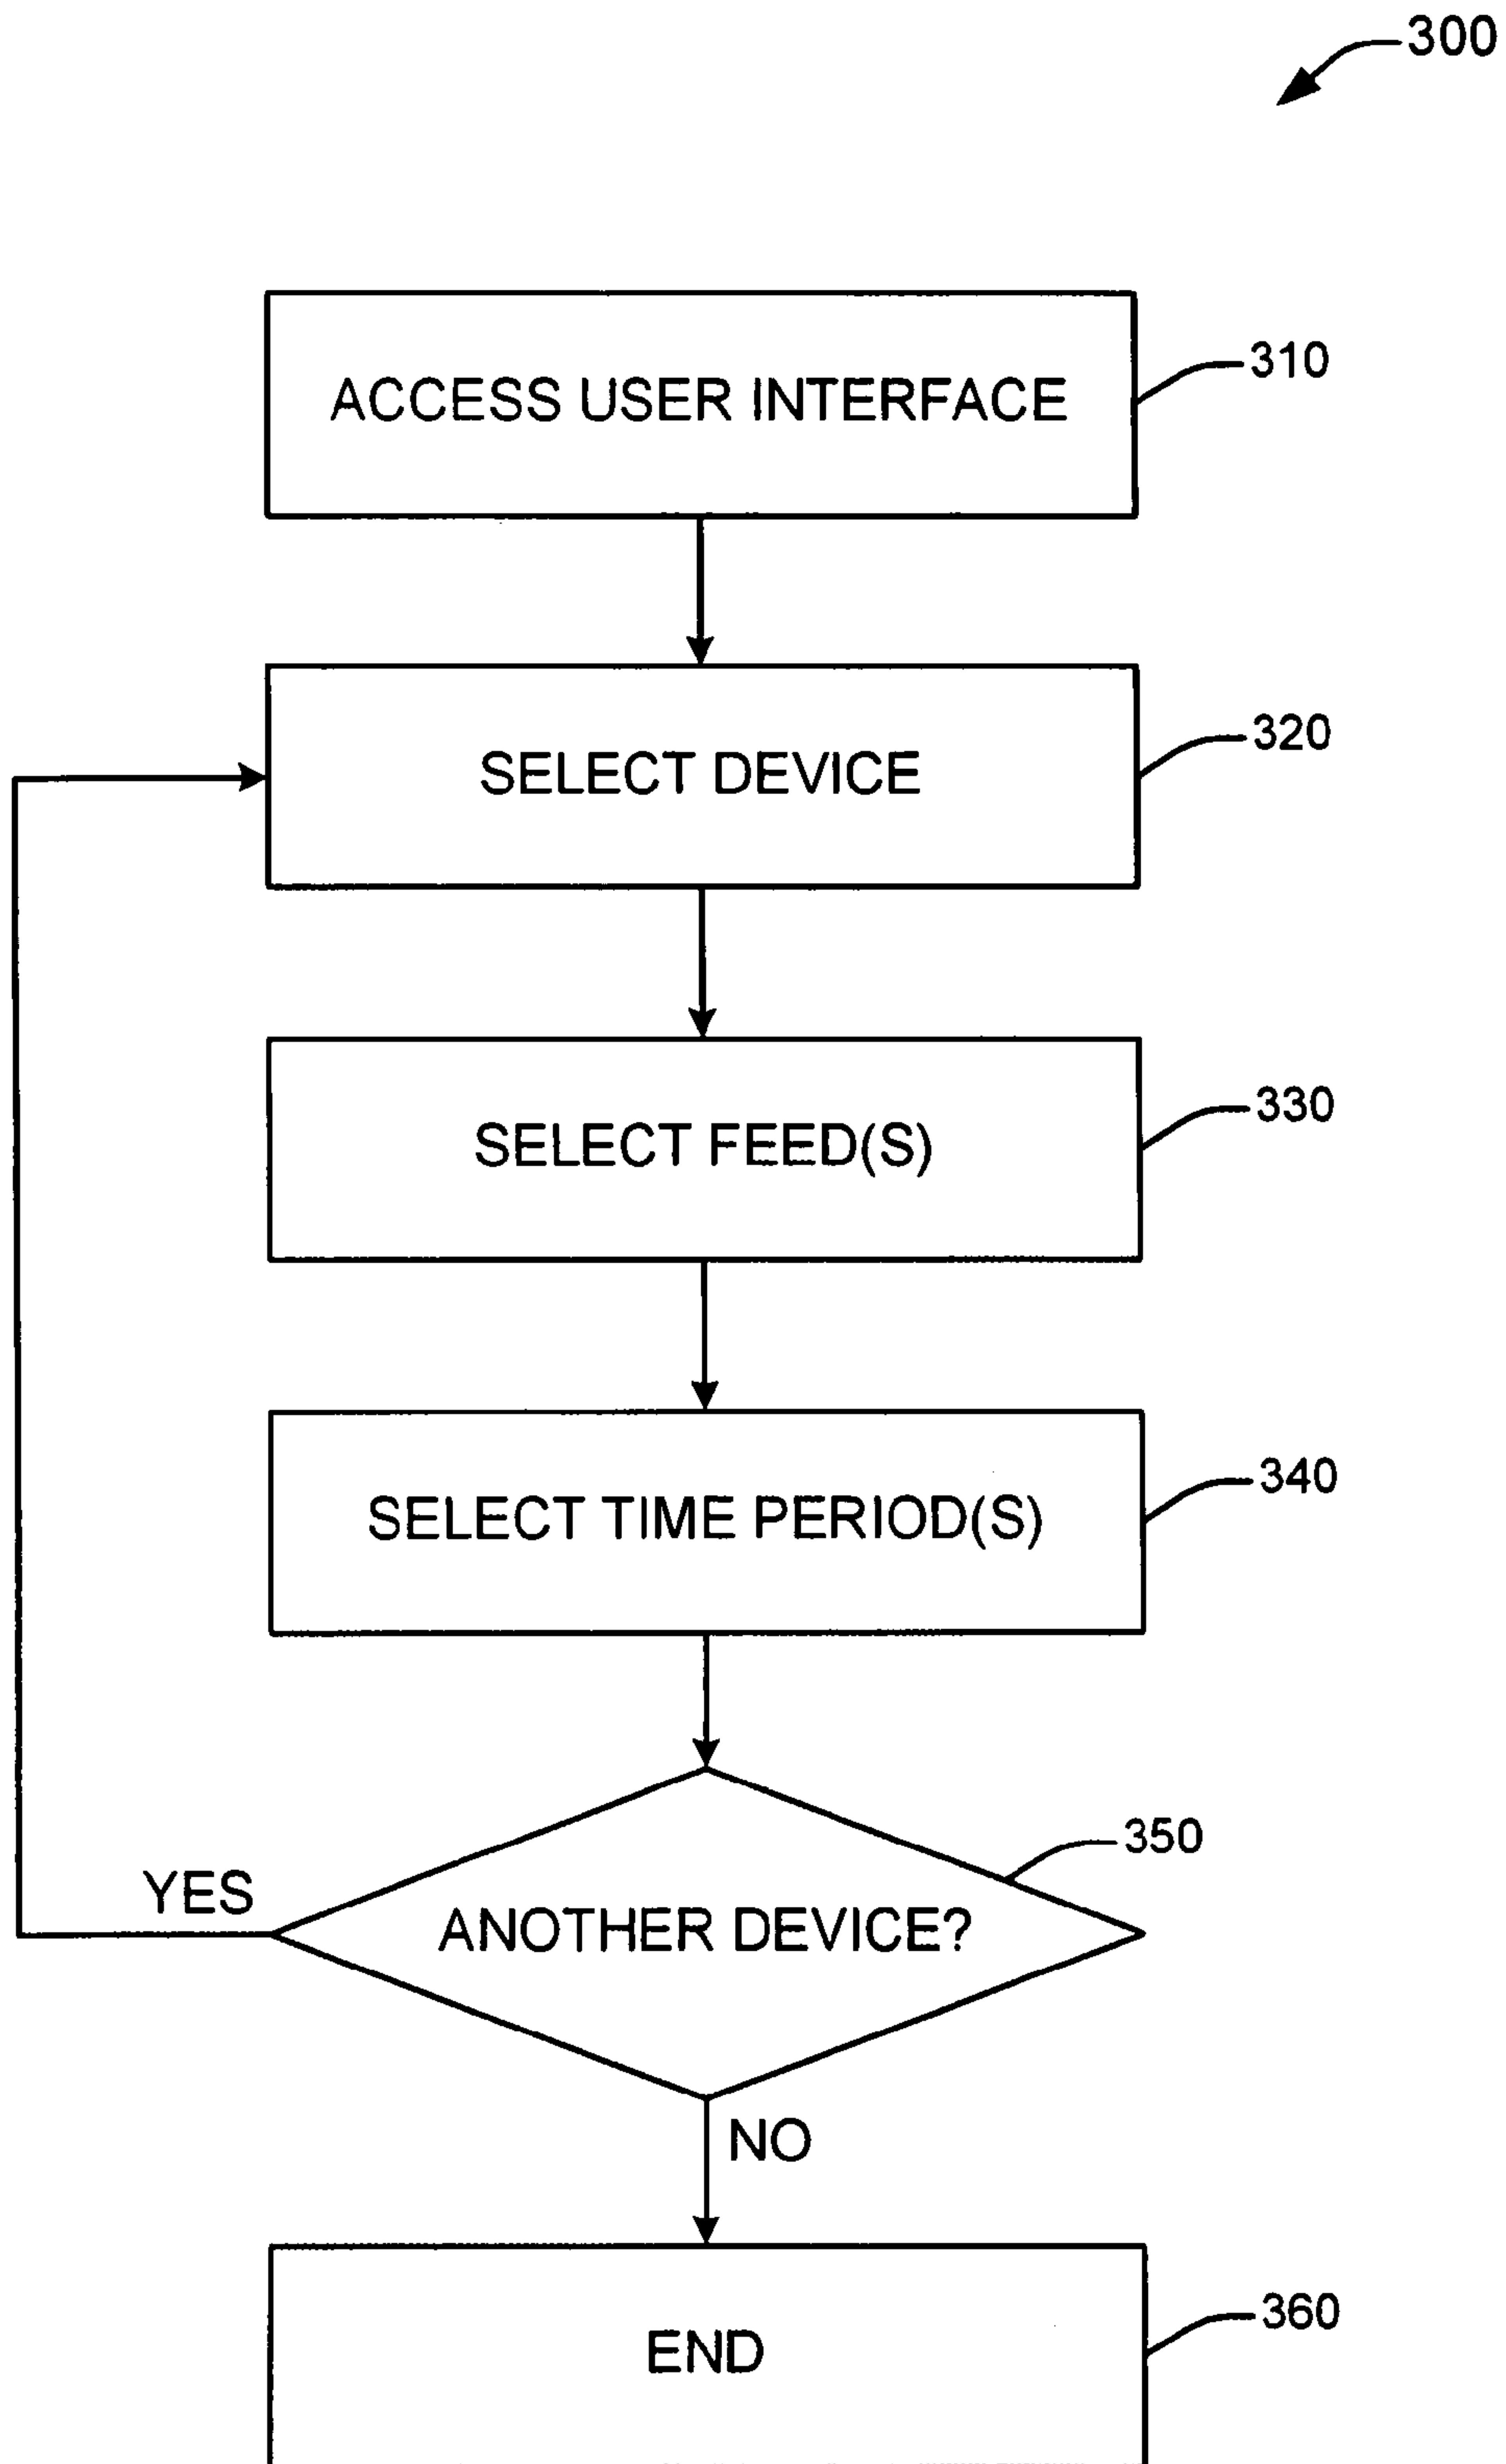 300
ACCESS USER INTERFACE
310
SELECT DEVICE
320
SELECT FEED(S)
330
SELECT TIME PERIOD(S)
340
350
YES
ANOTHER DEVICE?
NO
END
360